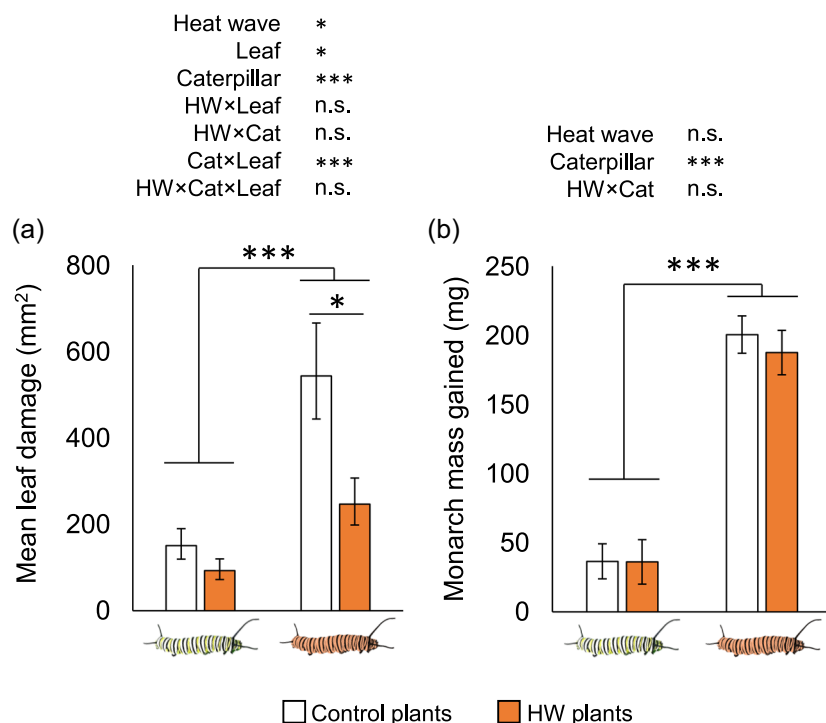 Heat wave *
Leaf *
Caterpillar ***
HW×Leaf n.s.
HW×Cat n.s.
Cat×Leaf ***
HW×Cat×Leaf n.s.
Heat wave n.s.
Caterpillar ***
HW×Cat n.s.
(a)
Mean leaf damage (mm²)
800
600
400
200
0
***
*
(b)
Monarch mass gained (mg)
250
200
150
100
50
0
***
Control plants
HW plants